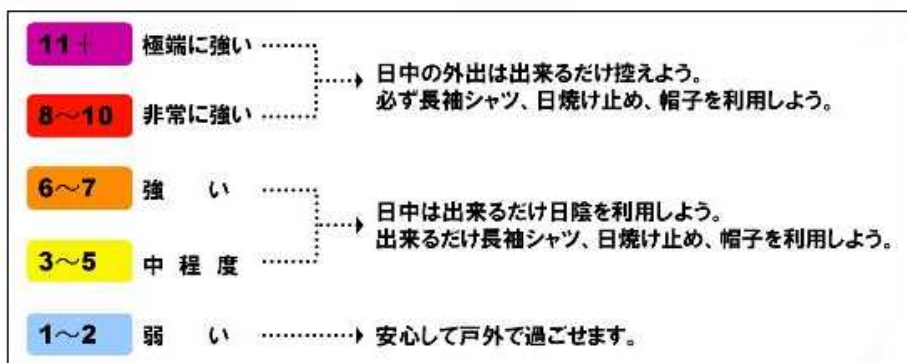 11+ 極端に強い
日中の外出は出来るだけ控えよう。
必ず長袖シャツ、日焼け止め、帽子を利用しよう。
8～10 非常に強い
6～7 強い
日中は出来るだけ日陰を利用しよう。
出来るだけ長袖シャツ、日焼け止め、帽子を利用しよう。
3～5 中程度
1～2 弱い 安心して戸外で過ごせます。